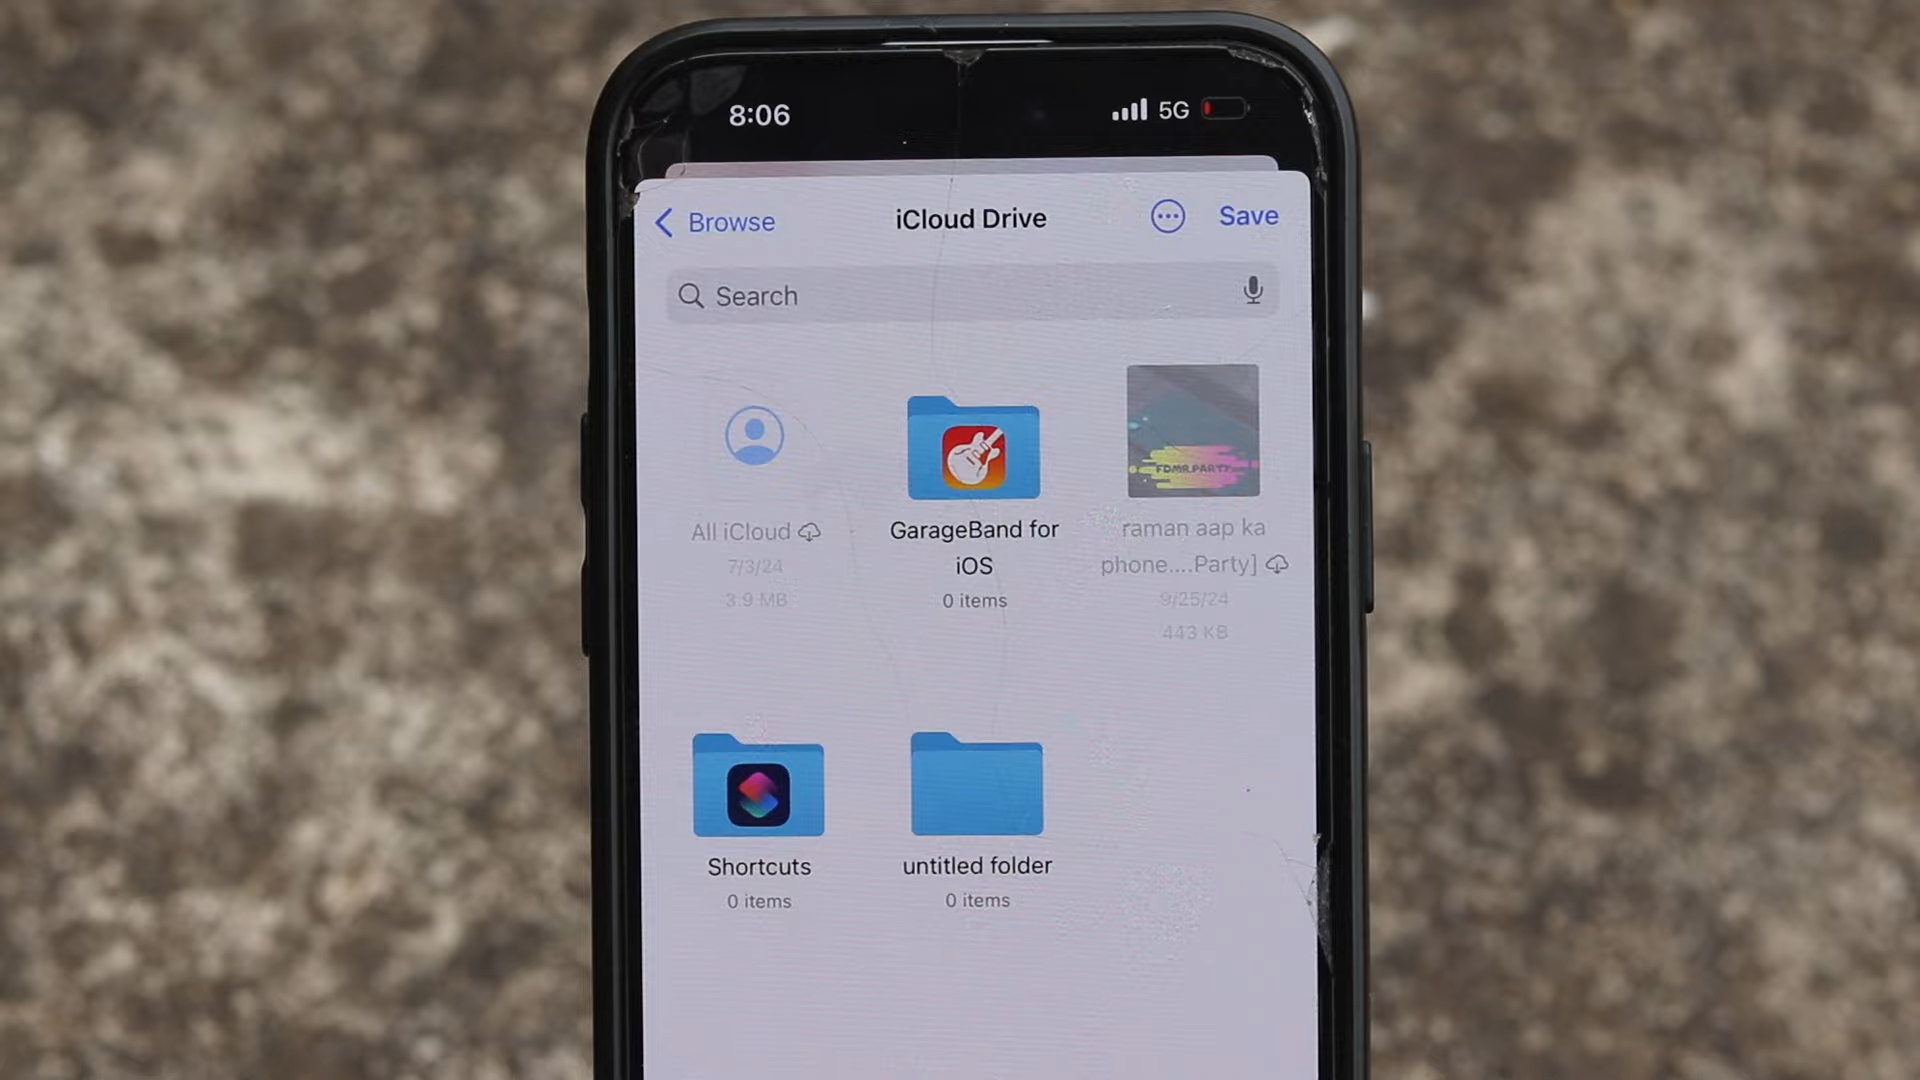 8:06
5G
Browse
iCloud Drive
Save
Search
FDMR.PARTY
All iCloud
GarageBand for
iOS
raman aap ka
phone....Party]
7/3/24
3.9 MB
0 items
9/25/24
443 KB
Shortcuts
untitled folder
0 items
0 items